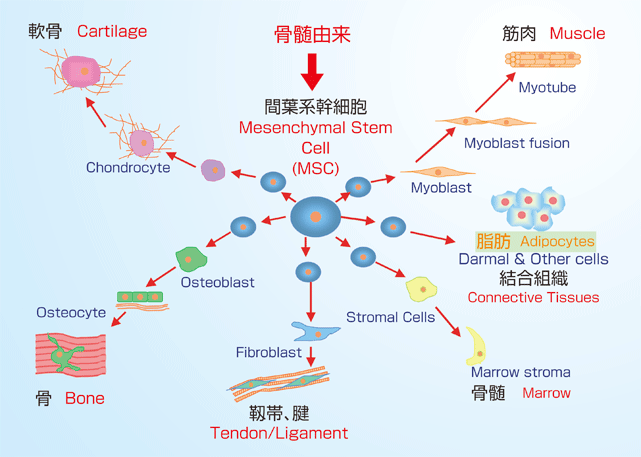 軟骨 Cartilage
骨髄由来
筋肉 Muscle
Myotube
間葉系幹細胞
Mesenchymal Stem
Cell
(MSC)
Myoblast fusion
Chondrocyte
Myoblast
脂肪 Adipocytes
Darmal & Other cells
結合組織
Connective Tissues
Osteoblast
Osteocyte
Stromal Cells
Fibroblast
Marrow stroma
骨髄 Marrow
骨 Bone
靱帯、腱
Tendon/Ligament